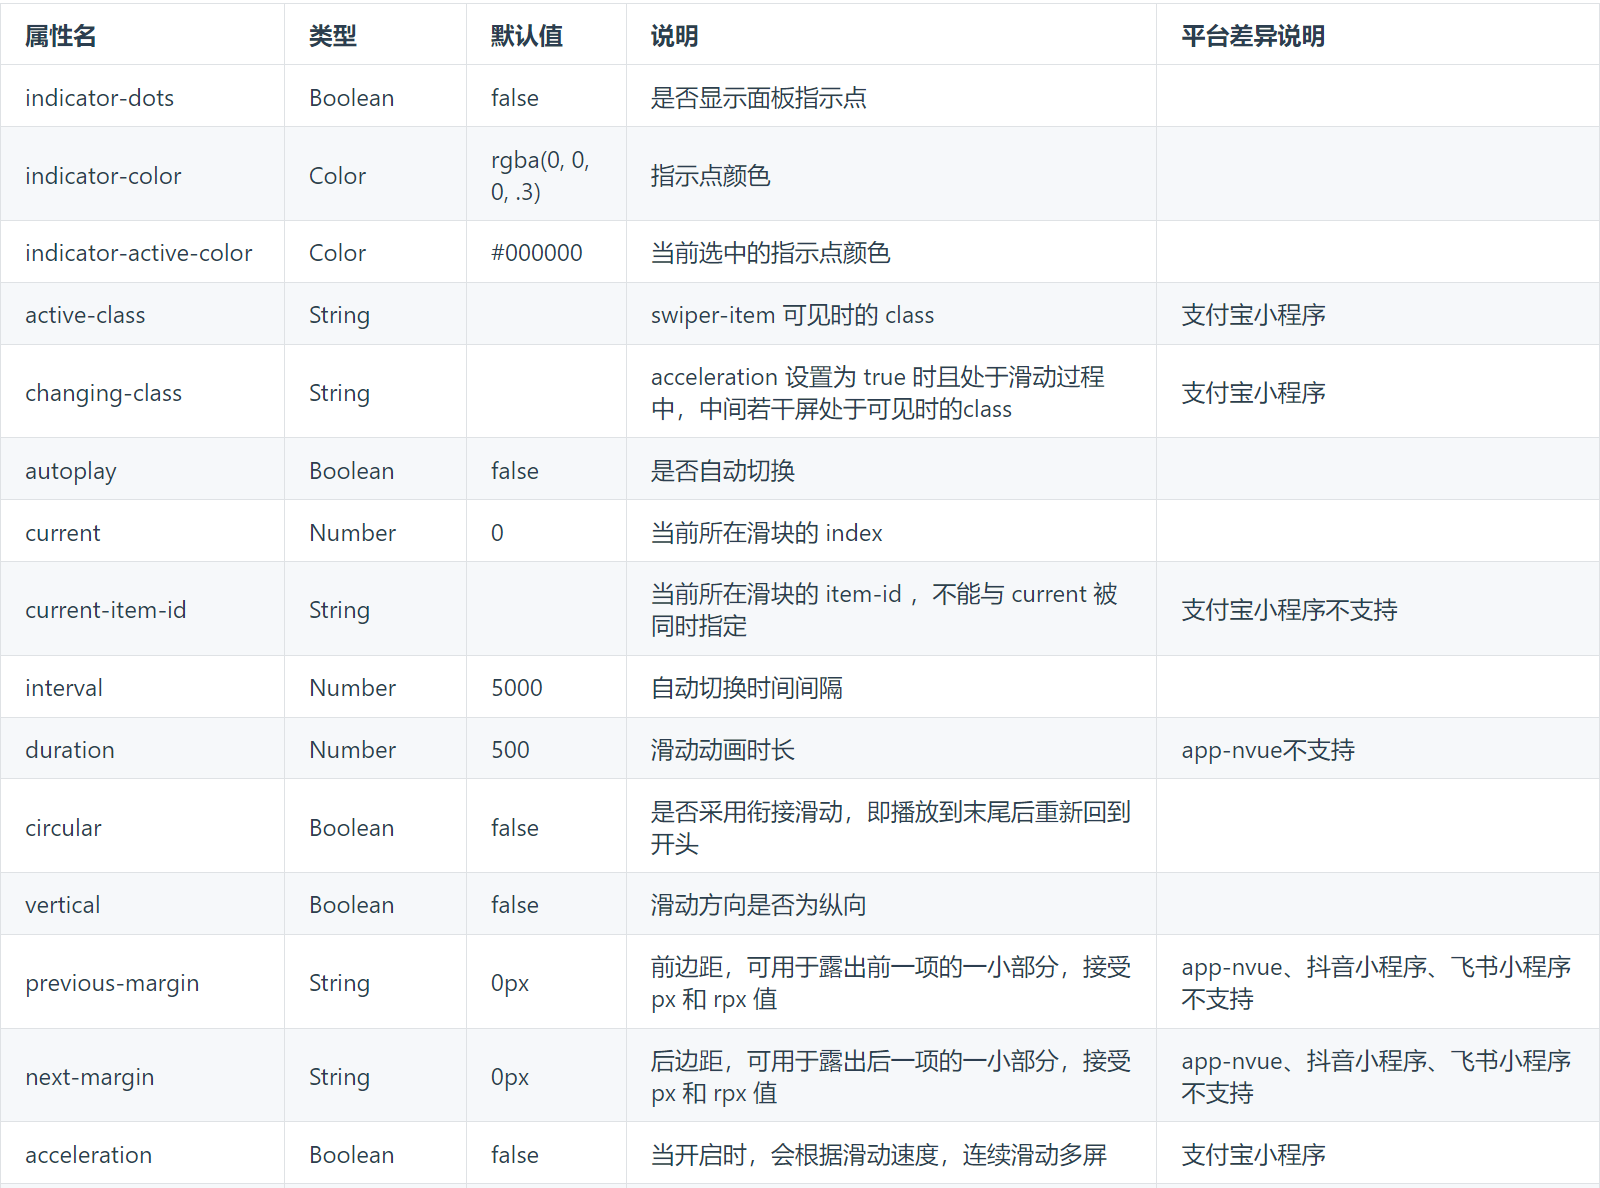 属性名 类型 默认值 说明 平台差异说明
indicator-dots Boolean false 是否显示面板指示点
indicator-color Color rgba(0, 0, 0, .3) 指示点颜色
indicator-active-color Color #000000 当前选中的指示点颜色
active-class String swiper-item 可见时的 class 支付宝小程序
changing-class String acceleration 设置为 true 时且处于滑动过程
中，中间若干屏处于可见时的class 支付宝小程序
autoplay Boolean false 是否自动切换
current Number 0 当前所在滑块的 index
current-item-id String 当前所在滑块的 item-id ，不能与 current 被
同时指定 支付宝小程序不支持
interval Number 5000 自动切换时间间隔
duration Number 500 滑动动画时长 app-nvue不支持
circular Boolean false 是否采用衔接滑动，即播放到末尾后重新回到
开头
vertical Boolean false 滑动方向是否为纵向
previous-margin String 0px 前边距，可用于露出前一项的一小部分，接受
px 和 rpx 值 app-nvue、抖音小程序、飞书小程序
不支持
next-margin String 0px 后边距，可用于露出后一项的一小部分，接受
px 和 rpx 值 app-nvue、抖音小程序、飞书小程序
不支持
acceleration Boolean false 当开启时，会根据滑动速度，连续滑动多屏 支付宝小程序